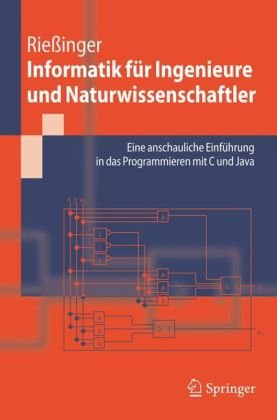 Rießinger
Informatik für Ingenieure
und Naturwissenschaftler
Eine anschauliche Einführung
in das Programmieren mit C und Java
Springer